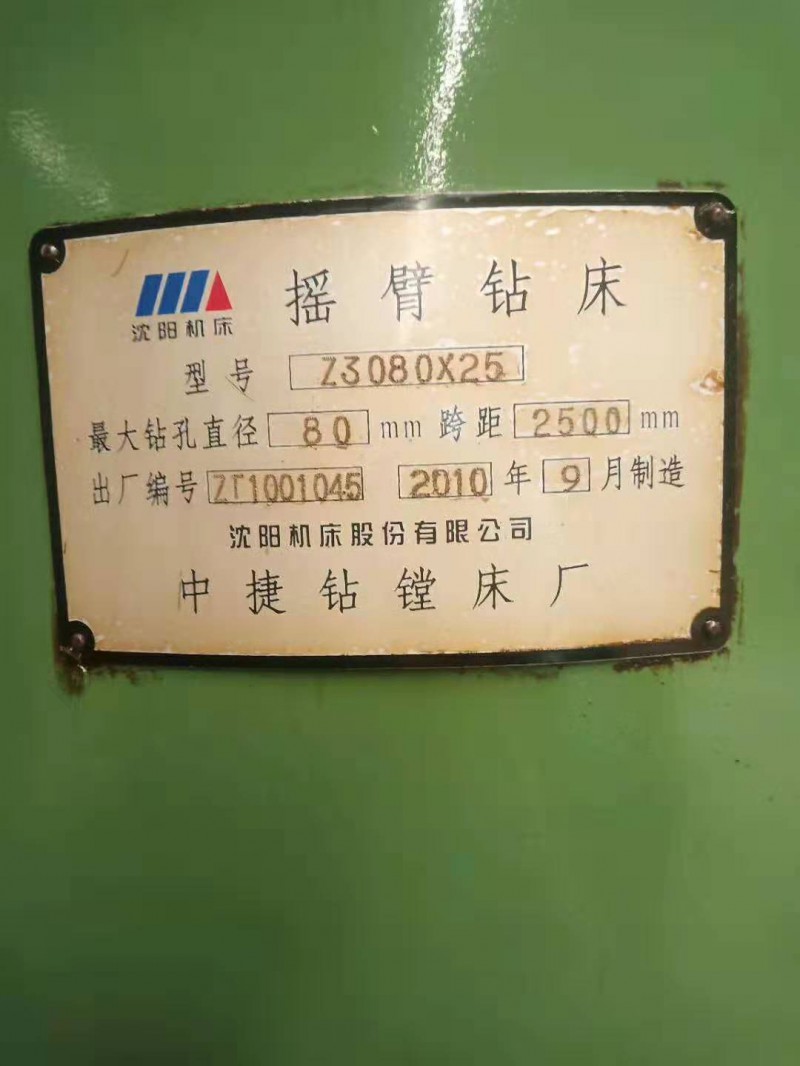 沈阳机床
摇臂钻床
型号 Z3080X25
最大钻孔直径 80 mm 跨距 2500 mm
出厂编号 ZT1001045 2010 年 9 月制造
沈阳机床股份有限公司
中捷钻镗床厂